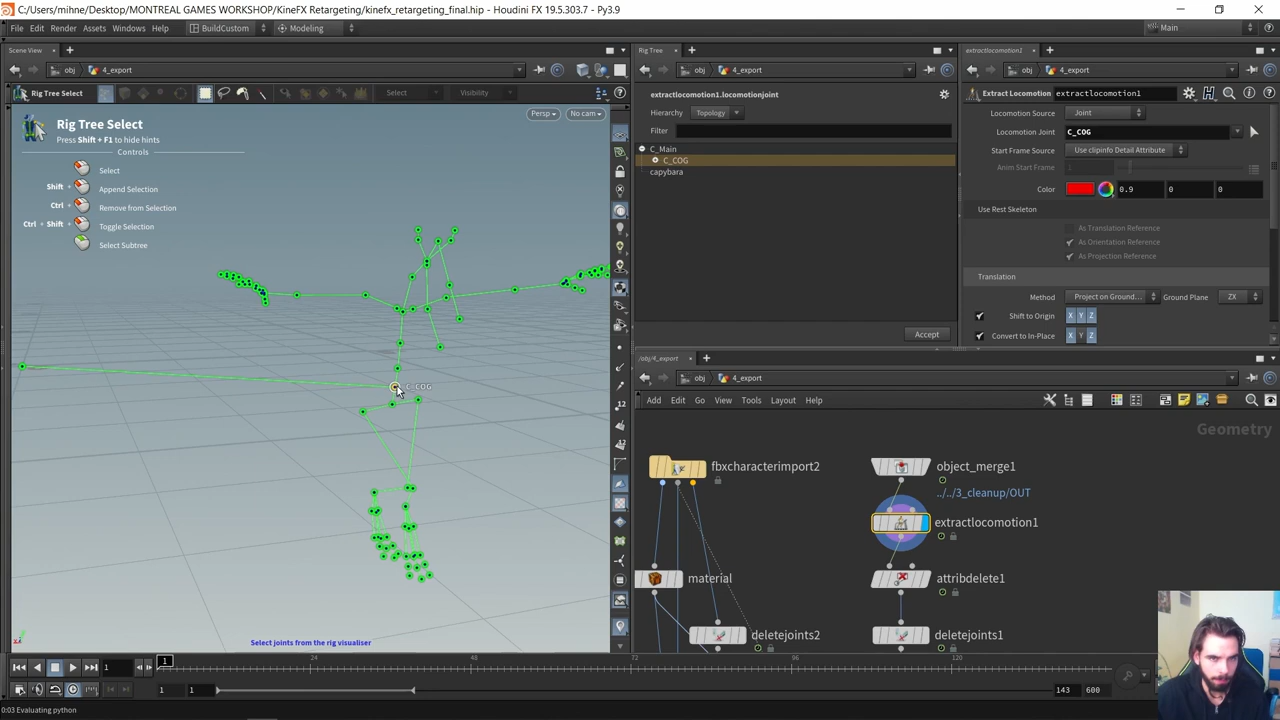 C:/Users/mihne/Desktop/MONTREAL GAMES WORKSHOP/KineFX Retargeting/kinefx_retargeting_final.hip - Houdini FX 19.5.303.7 - Py3.9
File Edit Render Assets Windows Help BuildCustom Modeling Main
Scene View
obj 4_export
Rig Tree Select Select Visibility
Rig Tree Select
Press Shift + F1 to hide hints
Controls
Select
Shift Append Selection
Ctrl Remove from Selection
Ctrl + Shift Toggle Selection
Select Subtree
Persp No cam
C_COG
Select joints from the rig visualiser
Rig Tree
obj 4_export
extractlocomotion1.locomotionjoint
Hierarchy Topology
Filter
C_Main
C_COG
capybara
Accept
extractlocomotion1
obj 4_export
Extract Locomotion extractlocomotion1
Locomotion Source Joint
Locomotion Joint C_COG
Start Frame Source Use clipinfo Detail Attribute
Anim Start Frame
Color 0.9 0 0
Use Rest Skeleton
As Translation Reference
As Orientation Reference
As Projection Reference
Translation
Method Project on Ground... Ground Plane ZX
Shift to Origin X Y Z
Convert to In-Place X Y Z
/obj/4_export
obj 4_export
Add Edit Go View Tools Layout Help
Geometry
fbxcharacterimport2
object_merge1
../../3_cleanup/OUT
extractlocomotion1
material
attribdelete1
deletejoints2
deletejoints1
1 1 24 48 72 96 120
1 1 143 600
0:03 Evaluating python